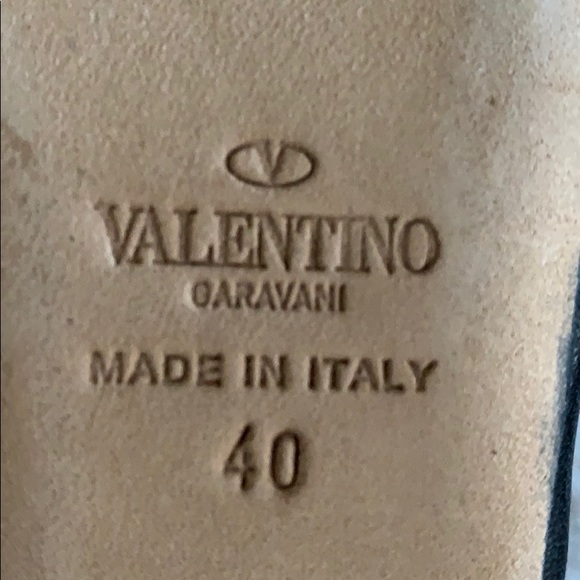 V
VALENTINO
GARAVANI
MADE IN ITALY
40